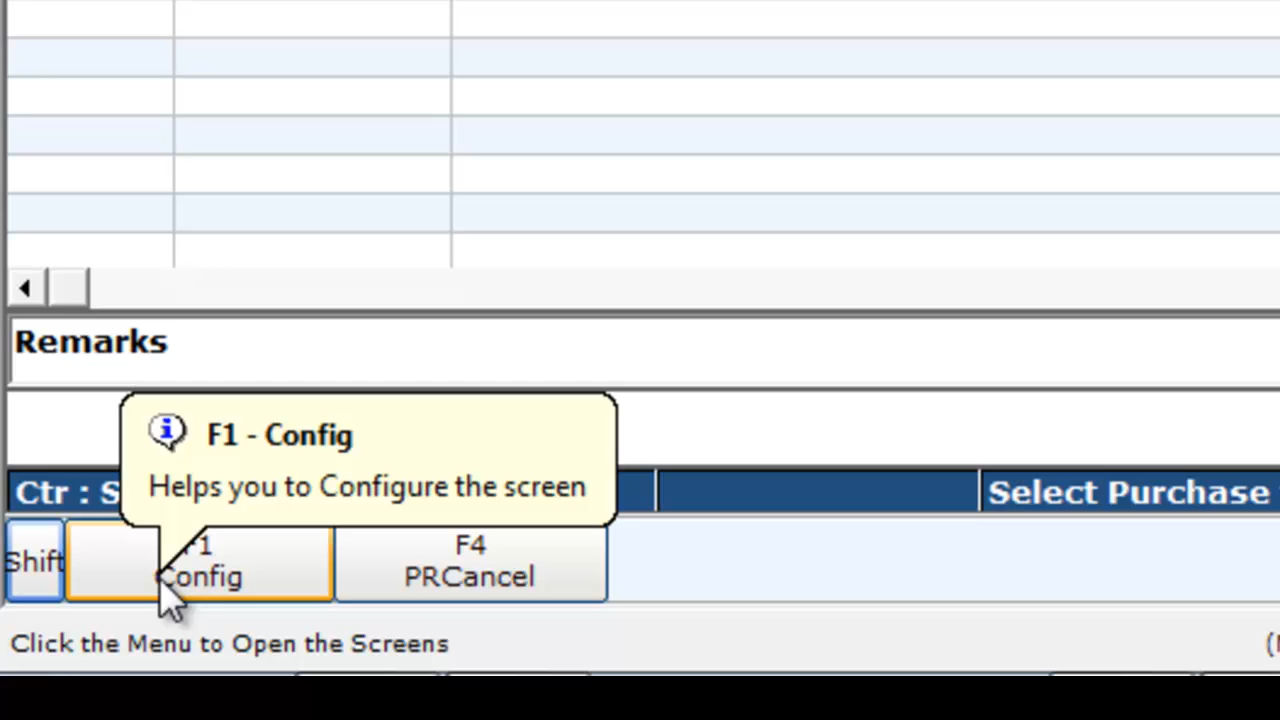 Remarks
F1 - Config
Helps you to Configure the screen
Ctr : S
Select Purchase
Shift
F1
Config
F4
PRCancel
Click the Menu to Open the Screens